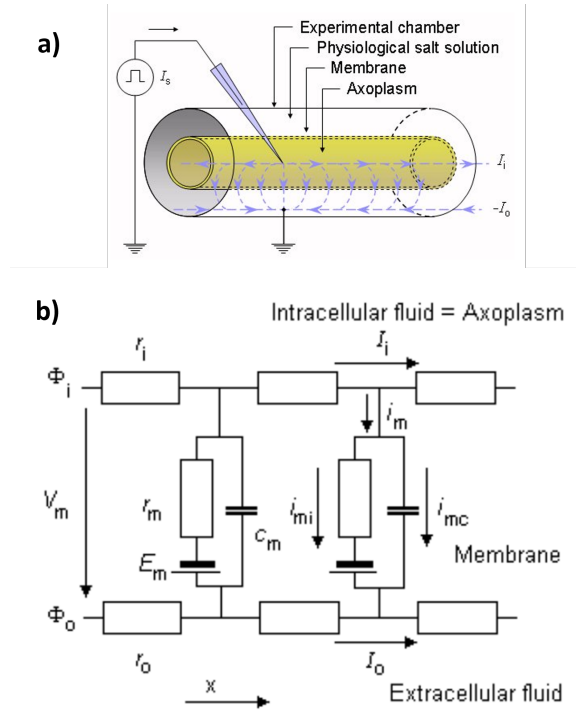 a)
Experimental chamber
Physiological salt solution
Membrane
Axoplasm
Is
Ii
-Io
b)
Intracellular fluid = Axoplasm
ri
Ii
Φi
im
Vm
rm
cm
imi
imc
Em
Membrane
Φo
ro
Io
x
Extracellular fluid